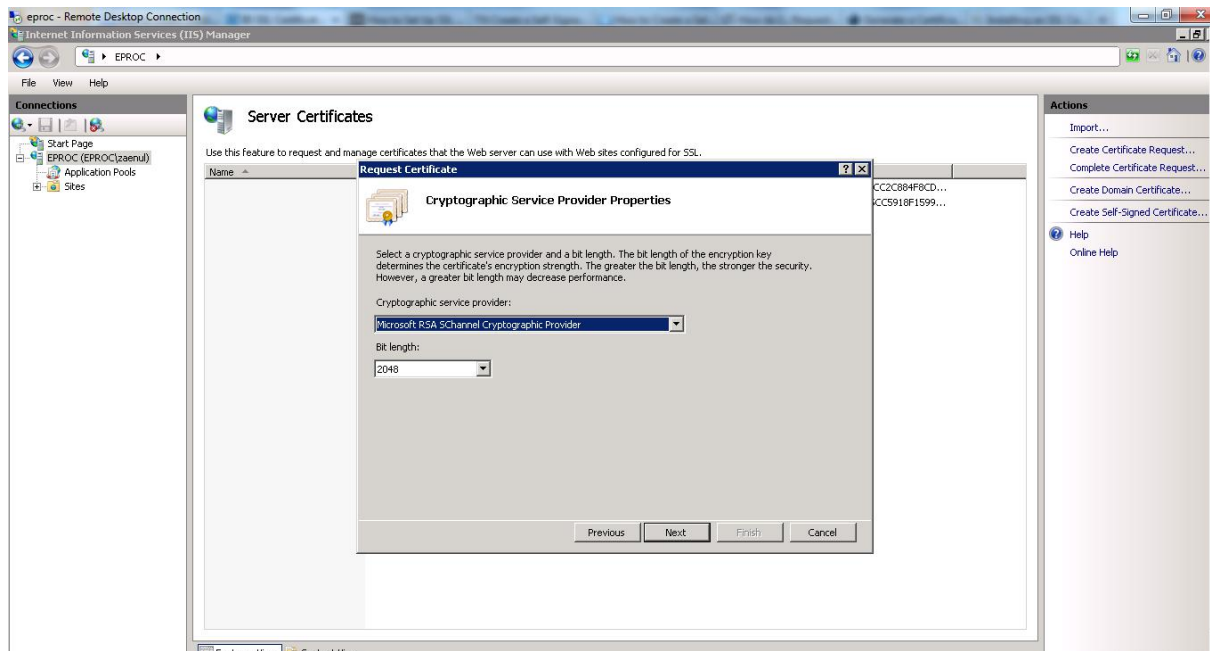 eproc - Remote Desktop Connection
Internet Information Services (IIS) Manager
EPROC
File View Help
Connections
Start Page
EPROC (EPROC\zaenul)
Application Pools
Sites
Server Certificates
Use this feature to request and manage certificates that the Web server can use with Web sites configured for SSL.
Name
CC2C884F8CD...
CC5918F1599...
Request Certificate
Cryptographic Service Provider Properties
Select a cryptographic service provider and a bit length. The bit length of the encryption key
determines the certificate's encryption strength. The greater the bit length, the stronger the security.
However, a greater bit length may decrease performance.
Cryptographic service provider:
Microsoft RSA SChannel Cryptographic Provider
Bit length:
2048
Previous Next Finish Cancel
Actions
Import...
Create Certificate Request...
Complete Certificate Request...
Create Domain Certificate...
Create Self-Signed Certificate...
Help
Online Help